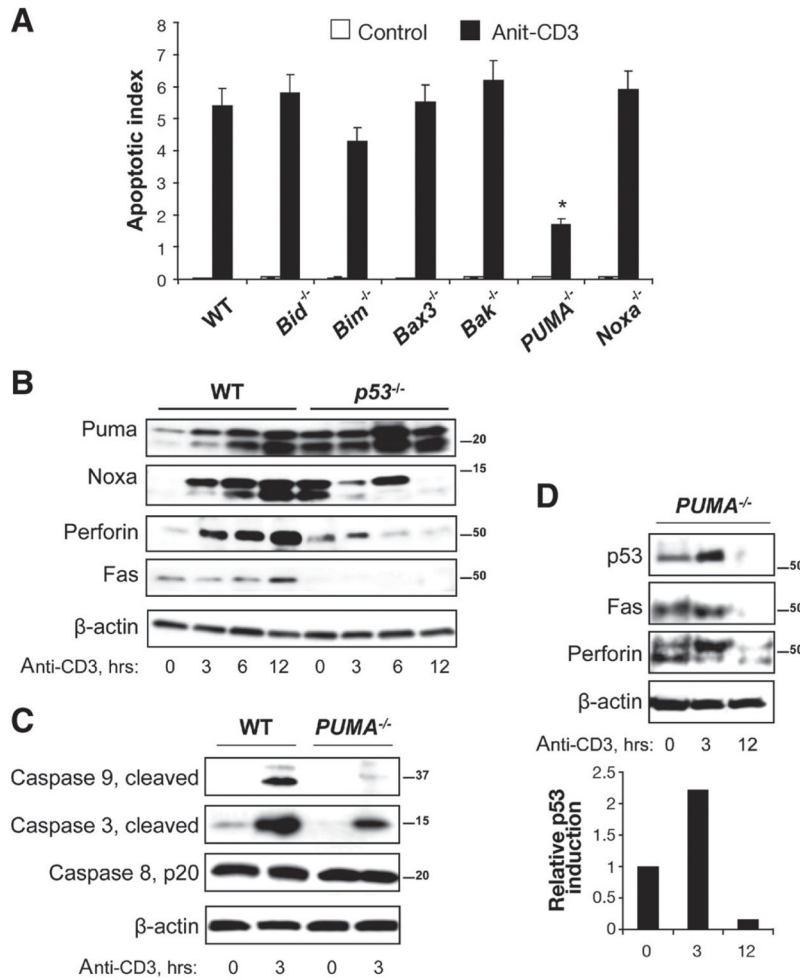 A
Control Anit-CD3
Apoptotic index
8
7
6
5
4
3
2
1
0
WT Bid-/- Bim-/- Bax3-/- Bak-/- PUMA-/- Noxa-/-
B
WT p53-/-
Puma
20
15
Noxa
Perforin
50
Fas
50
β-actin
Anti-CD3, hrs: 0 3 6 12 0 3 6 12
C
WT PUMA-/-
Caspase 9, cleaved
37
Caspase 3, cleaved
15
Caspase 8, p20
20
β-actin
Anti-CD3, hrs: 0 3 0 3
D
PUMA-/-
p53
50
Fas
50
Perforin
50
β-actin
Anti-CD3, hrs: 0 3 12
Relative p53
induction
2.5
2
1.5
1
0.5
0
0 3 12